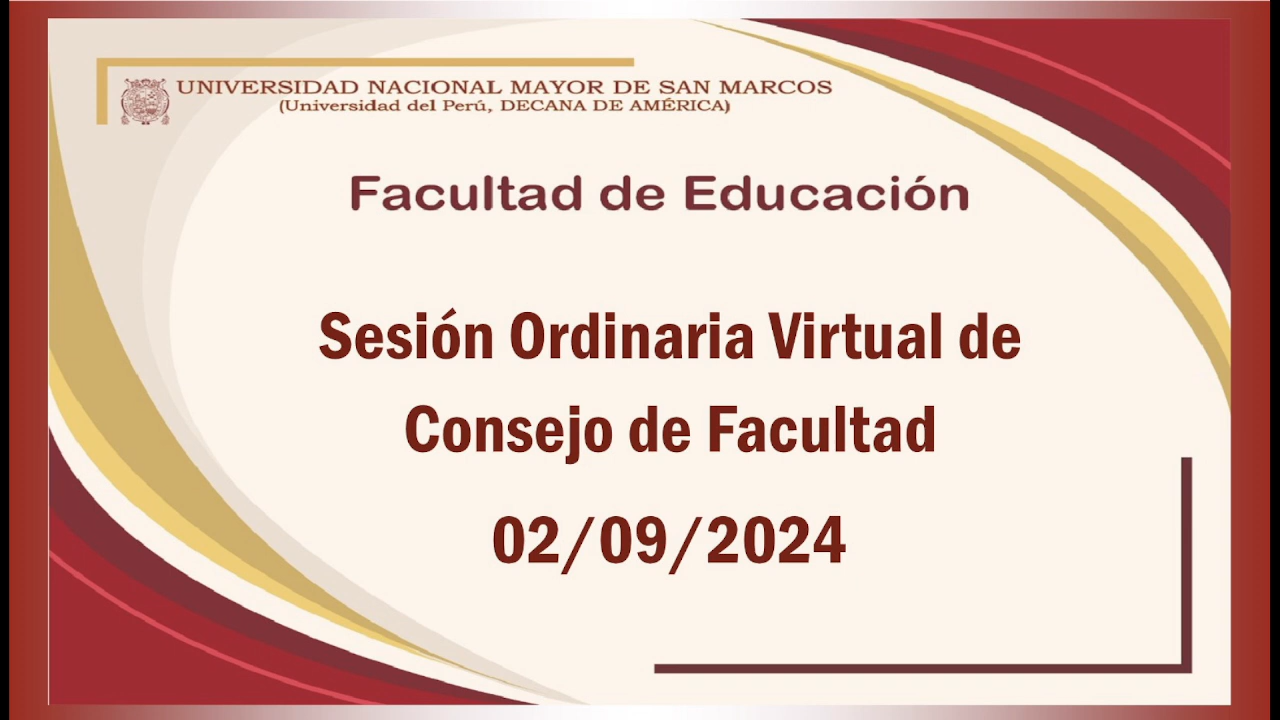 UNIVERSIDAD NACIONAL MAYOR DE SAN MARCOS
(Universidad del Perú, DECANA DE AMÉRICA)
Facultad de Educación
Sesión Ordinaria Virtual de
Consejo de Facultad
02/09/2024